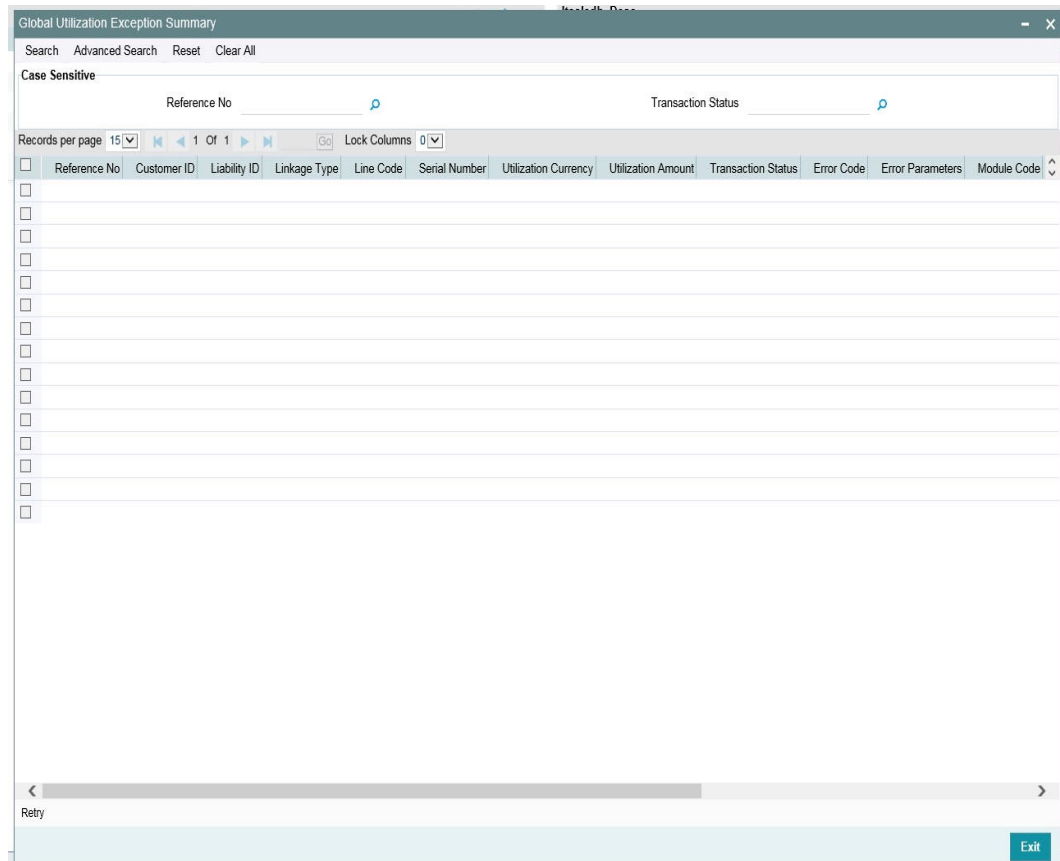 Global Utilization Exception Summary
Search Advanced Search Reset Clear All
Case Sensitive
Reference No Transaction Status
Records per page 15 1 Of 1 Go Lock Columns 0
Reference No Customer ID Liability ID Linkage Type Line Code Serial Number Utilization Currency Utilization Amount Transaction Status Error Code Error Parameters Module Code
Retry
Exit